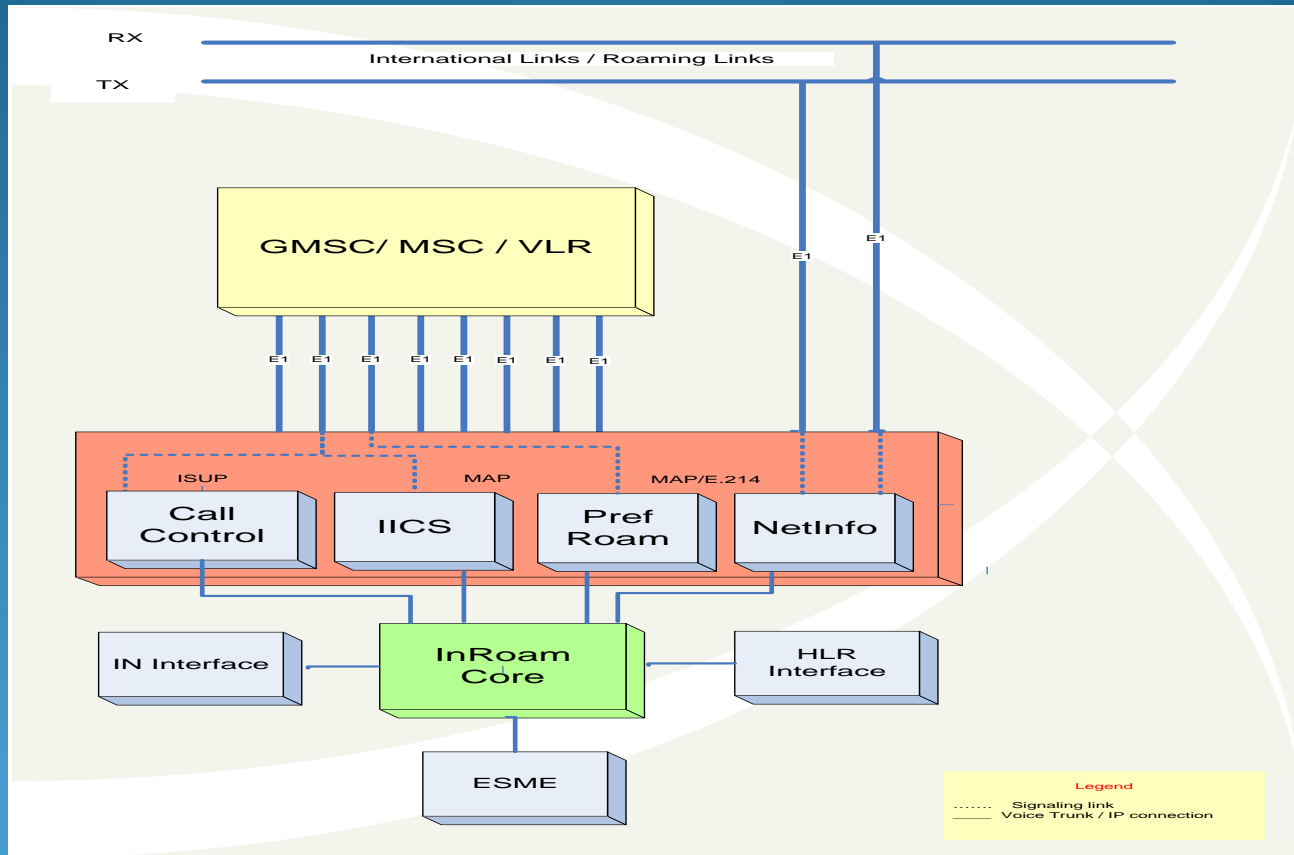 RX
International Links / Roaming Links
TX
GMSC/ MSC / VLR
E1
E1
E1 E1 E1 E1 E1 E1 E1 E1
ISUP
MAP
MAP/E.214
Call
Control
IICS
Pref
Roam
NetInfo
IN Interface
InRoam
Core
HLR
Interface
ESME
Legend
....... Signaling link
Voice Trunk / IP connection